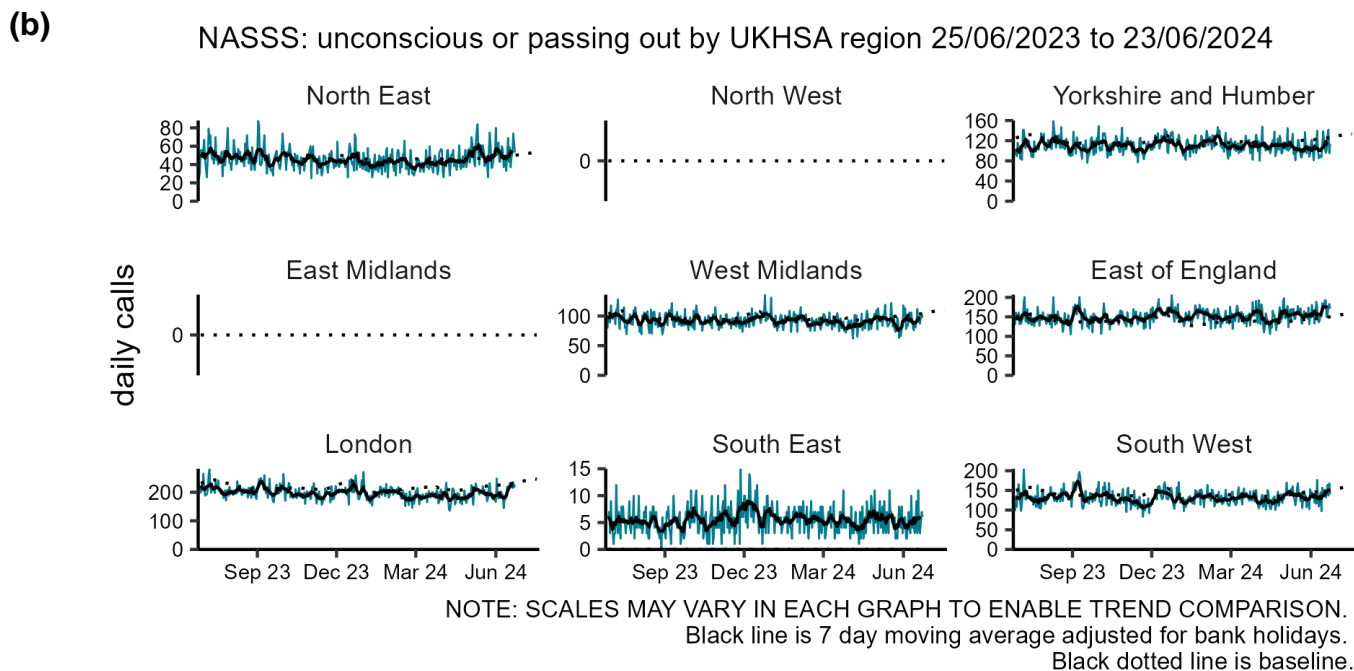 (b)
NASSS: unconscious or passing out by UKHSA region 25/06/2023 to 23/06/2024
North East
North West
Yorkshire and Humber
80
60
40
20
0
0
160
120
80
40
0
East Midlands
West Midlands
East of England
daily calls
0
100
50
0
200
150
100
50
0
London
South East
South West
200
100
0
15
10
5
0
200
150
100
50
0
Sep 23 Dec 23 Mar 24 Jun 24
Sep 23 Dec 23 Mar 24 Jun 24
Sep 23 Dec 23 Mar 24 Jun 24
NOTE: SCALES MAY VARY IN EACH GRAPH TO ENABLE TREND COMPARISON.
Black line is 7 day moving average adjusted for bank holidays.
Black dotted line is baseline.